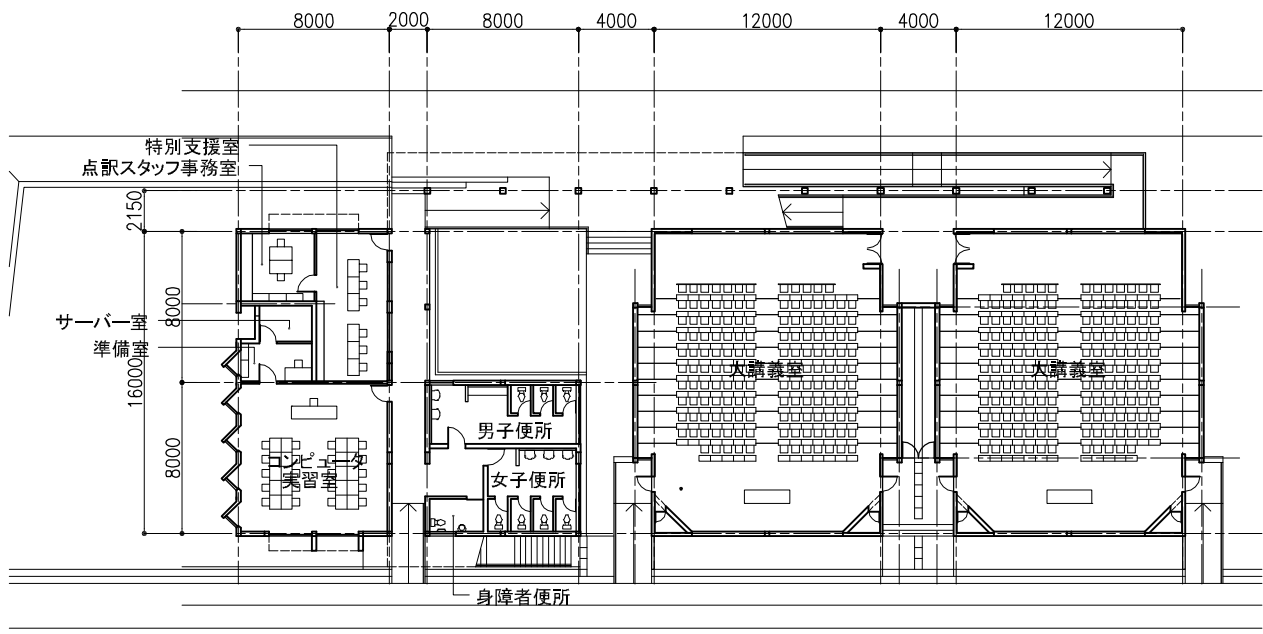 8000 2000 8000 4000 12000 4000 12000
特別支援室
点訳スタッフ事務室
2150
8000
サーバー室
準備室
16000
大講義室 大講義室
8000
男子便所
コンピュータ
実習室
女子便所
身障者便所